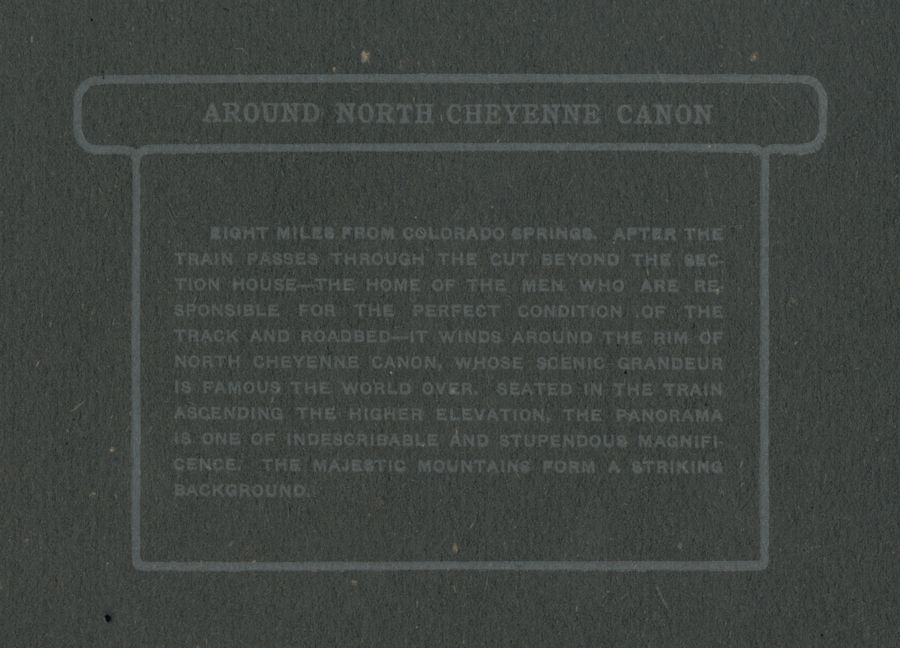 AROUND NORTH CHEYENNE CANON
EIGHT MILES FROM COLORADO SPRINGS. AFTER THE
TRAIN PASSES THROUGH THE CUT BEYOND THE SEC-
TION HOUSE—THE HOME OF THE MEN WHO ARE RE-
SPONSIBLE FOR THE PERFECT CONDITION OF THE
TRACK AND ROADBED—IT WINDS AROUND THE RIM OF
NORTH CHEYENNE CANON, WHOSE SCENIC GRANDEUR
IS FAMOUS THE WORLD OVER. SEATED IN THE TRAIN
ASCENDING THE HIGHER ELEVATION, THE PANORAMA
IS ONE OF INDESCRIBABLE AND STUPENDOUS MAGNIFI-
CENCE. THE MAJESTIC MOUNTAINS FORM A STRIKING
BACKGROUND.